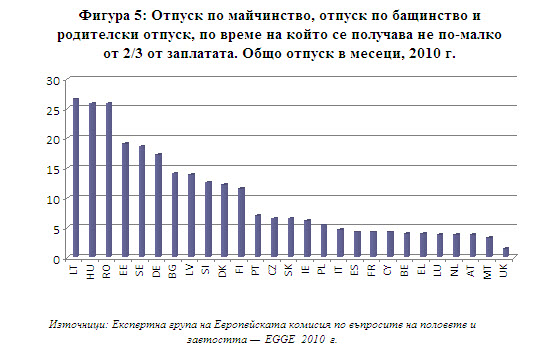 Фигура 5: Отпуск по майчинство, отпуск по бащинство и
родителски отпуск, по време на който се получава не по-малко
от 2/3 от заплатата. Общо отпуск в месеци, 2010 г.
30
25
20
15
10
5
0
LT HU RO EE SE DE BG LV SI DK FI PT CZ SK IE PL IT ES FR CY BE EL LU NL AT MT UK
Източници: Експертна група на Европейската комисия по въпросите на половете и
заетостта — EGGE 2010 г.